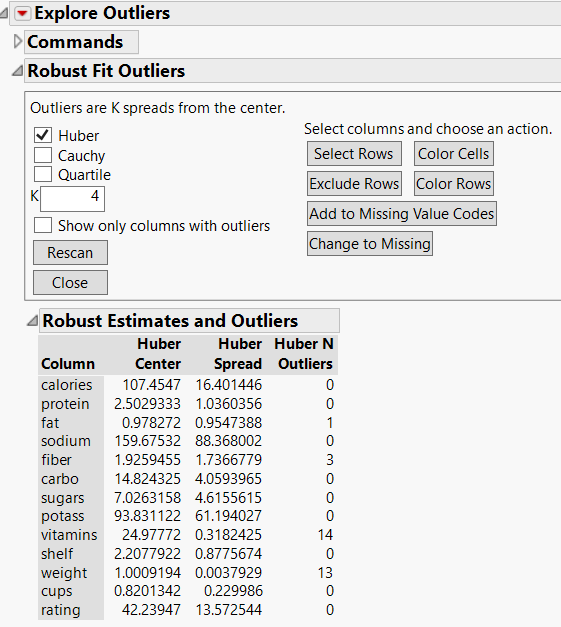 Explore Outliers
Commands
Robust Fit Outliers
Outliers are K spreads from the center.
Huber
Cauchy
Quartile
K 4
Show only columns with outliers
Rescan
Close
Select columns and choose an action.
Select Rows Color Cells
Exclude Rows Color Rows
Add to Missing Value Codes
Change to Missing
Robust Estimates and Outliers
Huber Huber Huber N
Column Center Spread Outliers
calories 107.4547 16.401446 0
protein 2.5029333 1.0360356 0
fat 0.978272 0.9547388 1
sodium 159.67532 88.368002 0
fiber 1.9259455 1.7366779 3
carbo 14.824325 4.0593965 0
sugars 7.0263158 4.6155615 0
potass 93.831122 61.194027 0
vitamins 24.97772 0.3182425 14
shelf 2.2077922 0.8775674 0
weight 1.0009194 0.0037929 13
cups 0.8201342 0.229986 0
rating 42.23947 13.572544 0